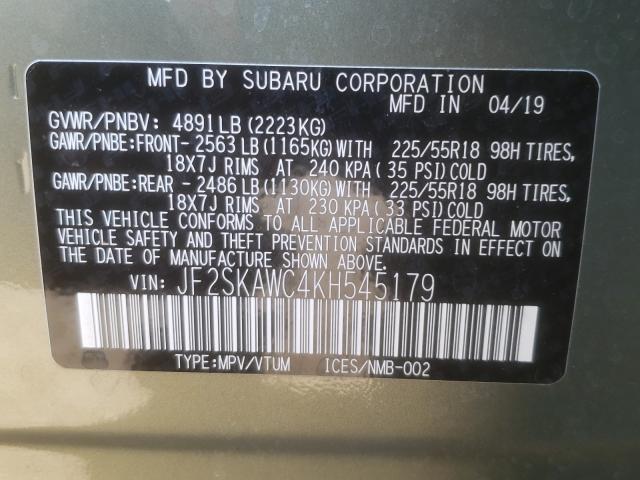 MFD BY SUBARU CORPORATION
MFD IN 04/19
GVWR/PNBV: 4891LB(2223KG)
GAWR/PNBE:FRONT-2563LB(1165KG)WITH 225/55R18 98H TIRES,
18X7J RIMS AT 240 KPA(35 PSI)COLD
GAWR/PNBE:REAR -2486LB(1130KG)WITH 225/55R18 98H TIRES,
18X7J RIMS AT 230 KPA(33 PSI)COLD
THIS VEHICLE CONFORMS TO ALL APPLICABLE FEDERAL MOTOR
VEHICLE SAFETY AND THEFT PREVENTION STANDARDS IN EFFECT ON
THE DATE OF MANUFACTURE SHOWN ABOVE.
VIN: JF2SKAWC4KH545179
TYPE:MPV/VTUM ICES/NMB-002